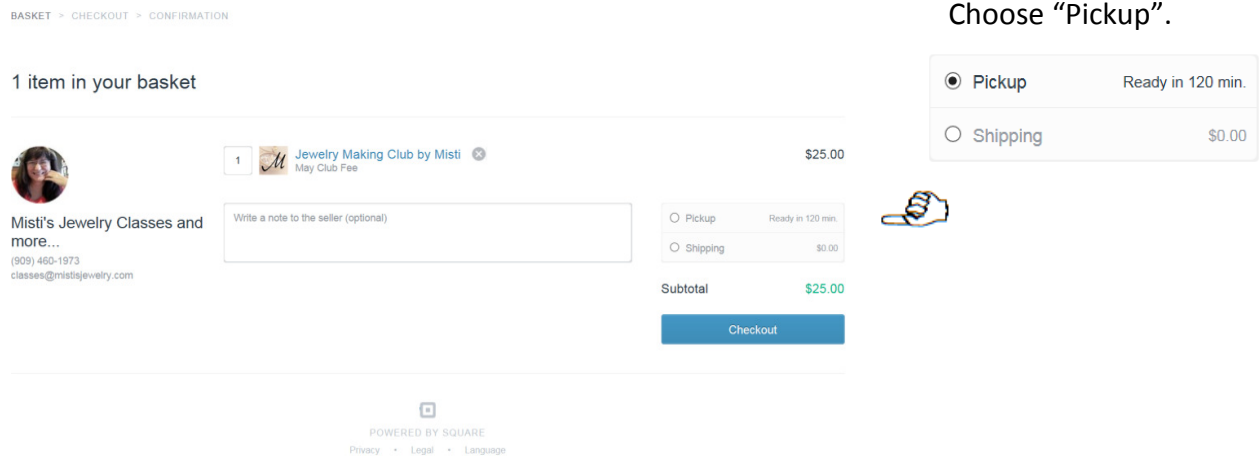 BASKET > CHECKOUT > CONFIRMATION
Choose “Pickup”.
1 item in your basket
Pickup Ready in 120 min.
Shipping $0.00
1 M Jewelry Making Club by Misti $25.00
May Club Fee
Misti's Jewelry Classes and
more...
(909) 460-1973
classes@mistisjewelry.com
Write a note to the seller (optional)
Pickup Ready in 120 min.
Shipping $0.00
Subtotal $25.00
Checkout
POWERED BY SQUARE
Privacy • Legal • Language